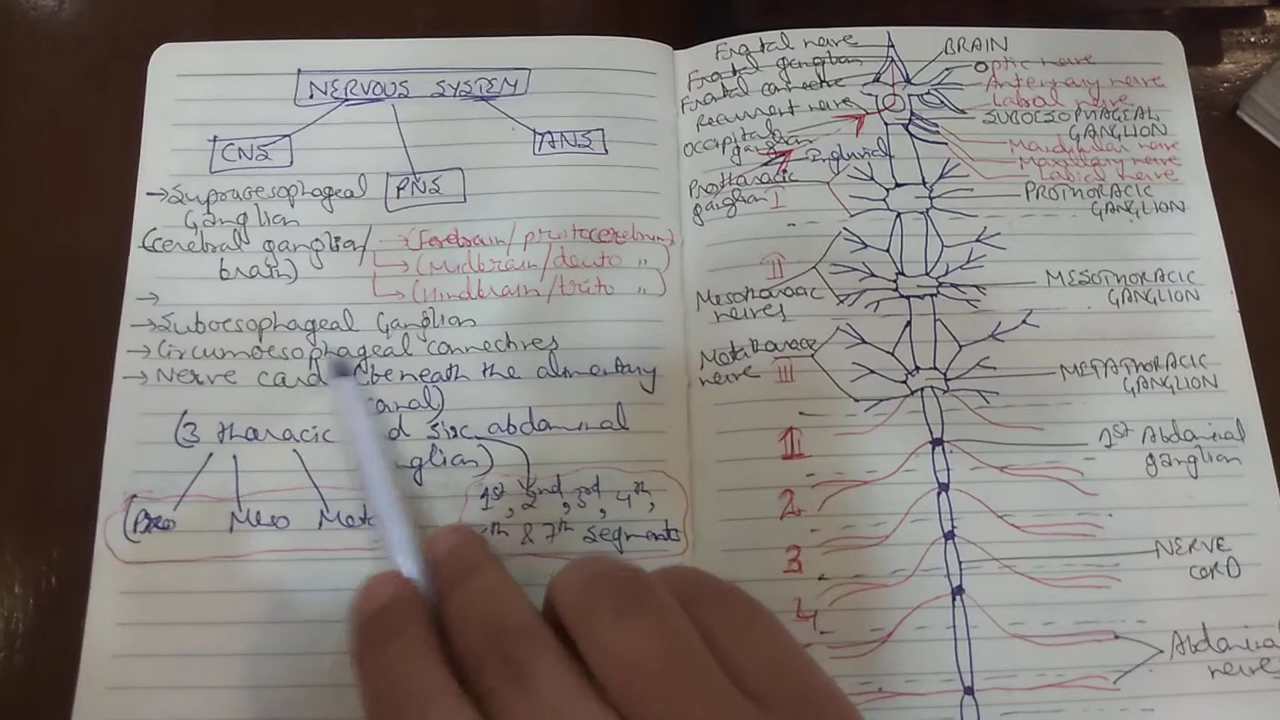 NERVOUS SYSTEM
CNS
ANS
PNS
→ Supraoesophageal
Ganglion
(cerebral ganglia/
brain)
→ (Forebrain/protocerebrum)
→ (Midbrain/deuto ")
→ (Hindbrain/trito ")
→
→ Suboesophageal Ganglion
→ Circumoesophageal connectives
→ Nerve cord (beneath the alimentary
canal)
(3 thoracic d six abdominal
nglian)
Pro Meso Meta
1st, 2nd, 3rd, 4th,
th & 7th segments
Frontal nerve
Frontal ganglion
Frontal connective
Recurrent nerve
Occipital
ganglion
Ingluvial
Prothoracic
ganglion I
II
Mesothoracic
nerves
Metathoracic
nerve III
1
2
3
4
BRAIN
Optic nerve
Antennary nerve
Labral nerve
SUBOESOPHAGEAL
GANGLION
Mandibular nerve
Maxillary nerve
Labial nerve
PROTHORACIC
GANGLION
MESOTHORACIC
GANGLION
METATHORACIC
GANGLION
1st Abdominal
ganglion
NERVE
CORD
Abdominal
nerve